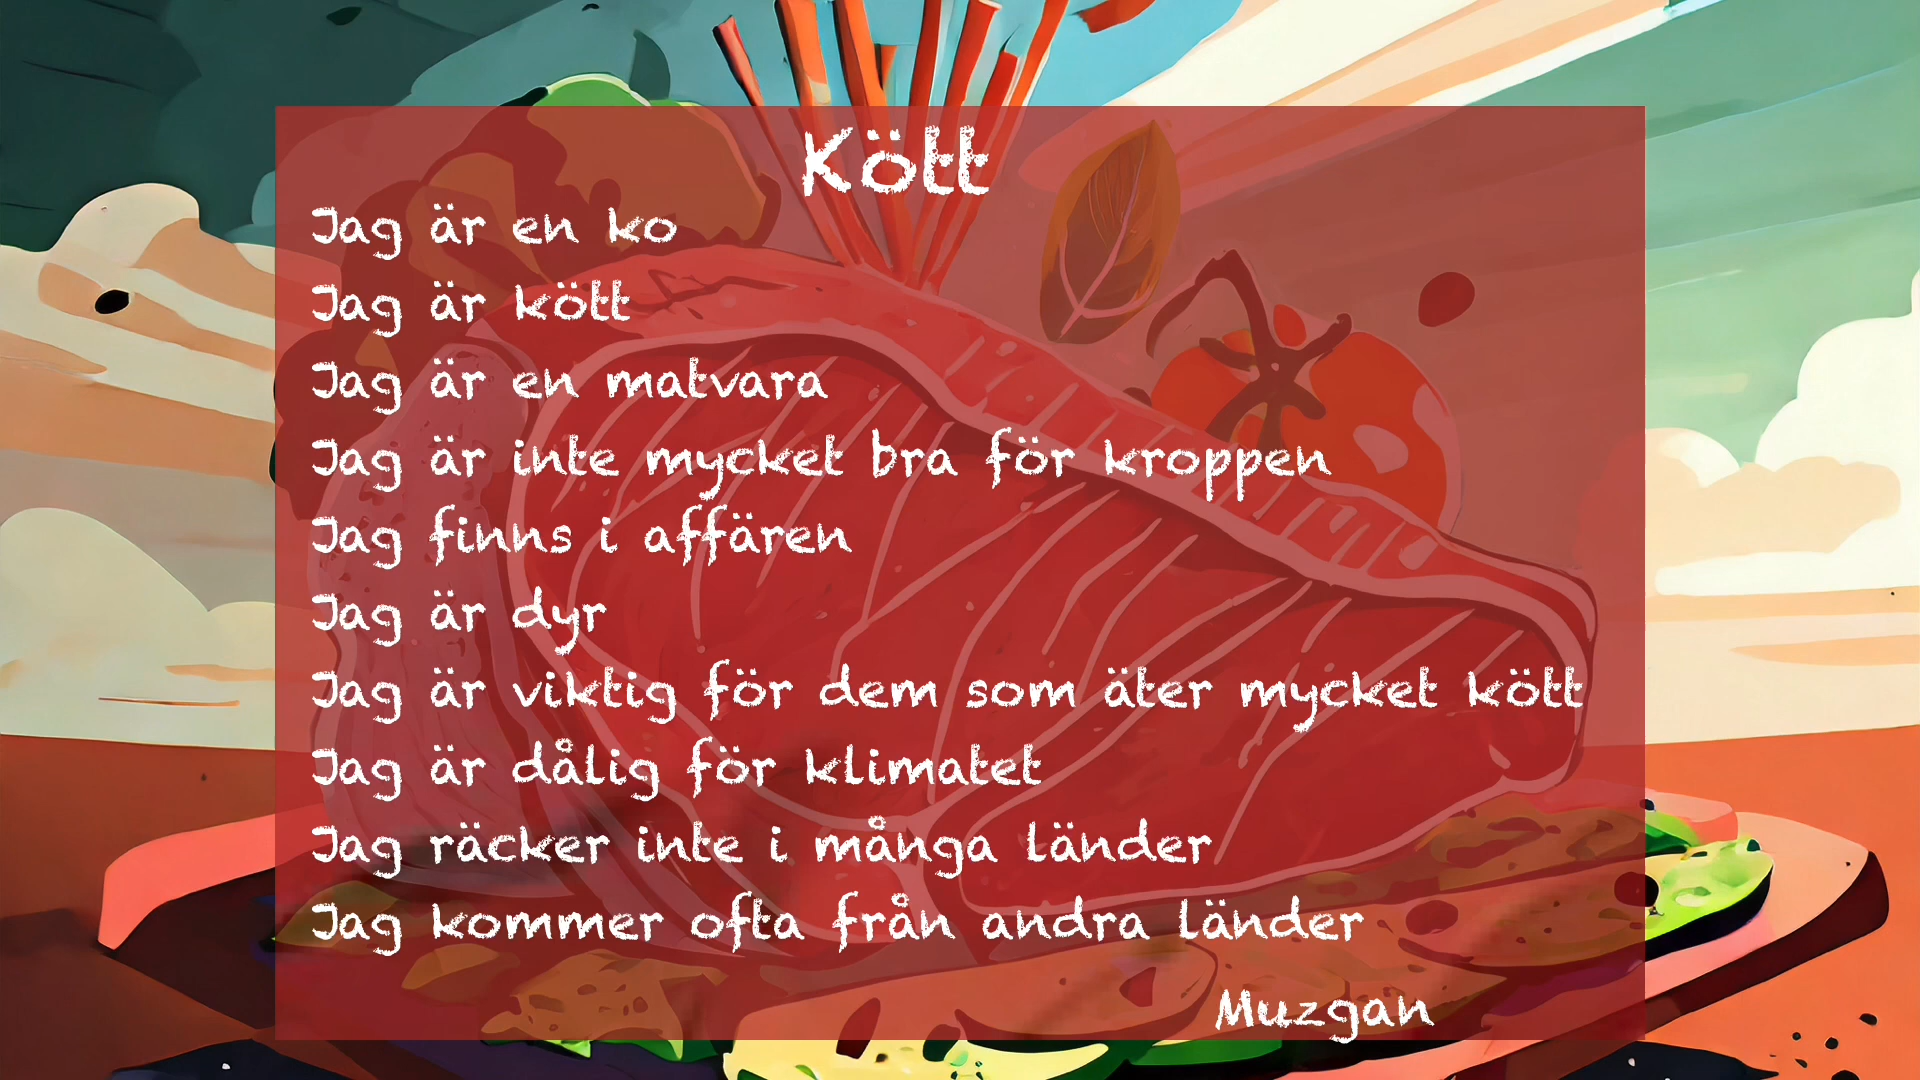 Kött
Jag är en ko
Jag är kött
Jag är en matvara
Jag är inte mycket bra för kroppen
Jag finns i affären
Jag är dyr
Jag är viktig för dem som äter mycket kött
Jag är dålig för klimatet
Jag räcker inte i många länder
Jag kommer ofta från andra länder
Muzgan